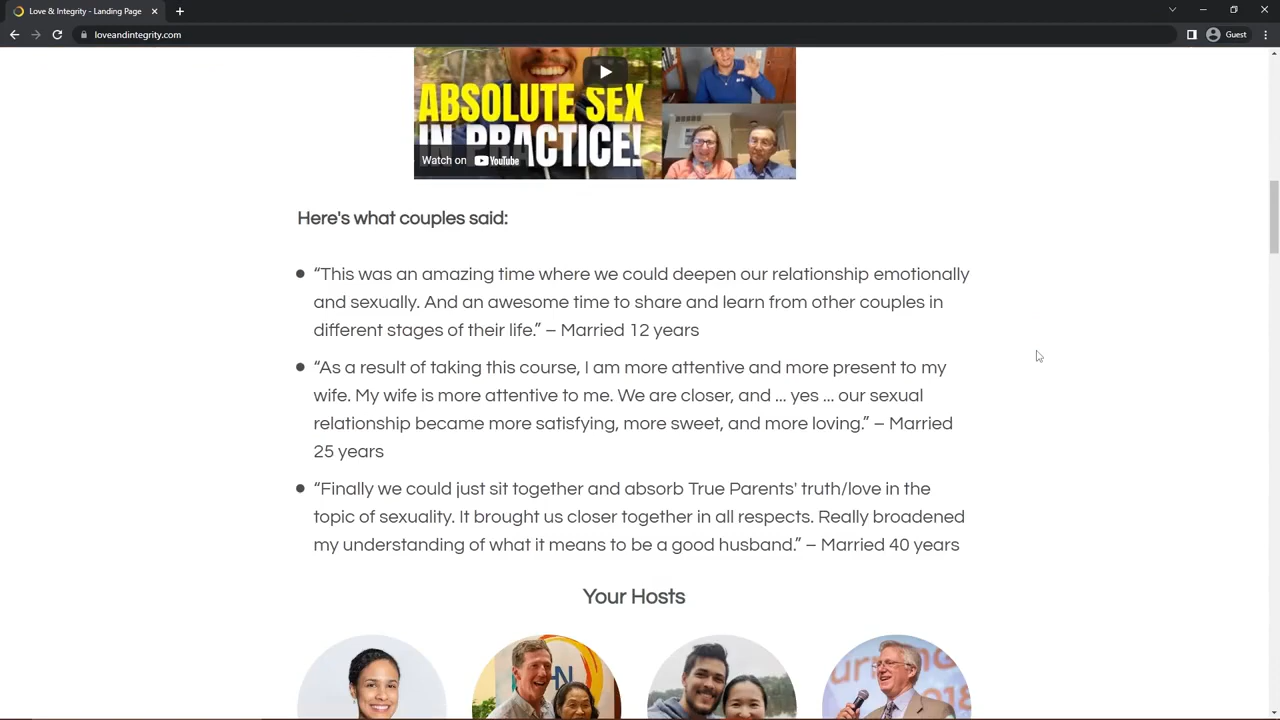 Love & Integrity - Landing Page
loveandintegrity.com
Guest
ABSOLUTE SEX
IN PRACTICE!
Watch on YouTube
Here's what couples said:
“This was an amazing time where we could deepen our relationship emotionally
and sexually. And an awesome time to share and learn from other couples in
different stages of their life.” – Married 12 years
“As a result of taking this course, I am more attentive and more present to my
wife. My wife is more attentive to me. We are closer, and ... yes ... our sexual
relationship became more satisfying, more sweet, and more loving.” – Married
25 years
“Finally we could just sit together and absorb True Parents' truth/love in the
topic of sexuality. It brought us closer together in all respects. Really broadened
my understanding of what it means to be a good husband.” – Married 40 years
Your Hosts